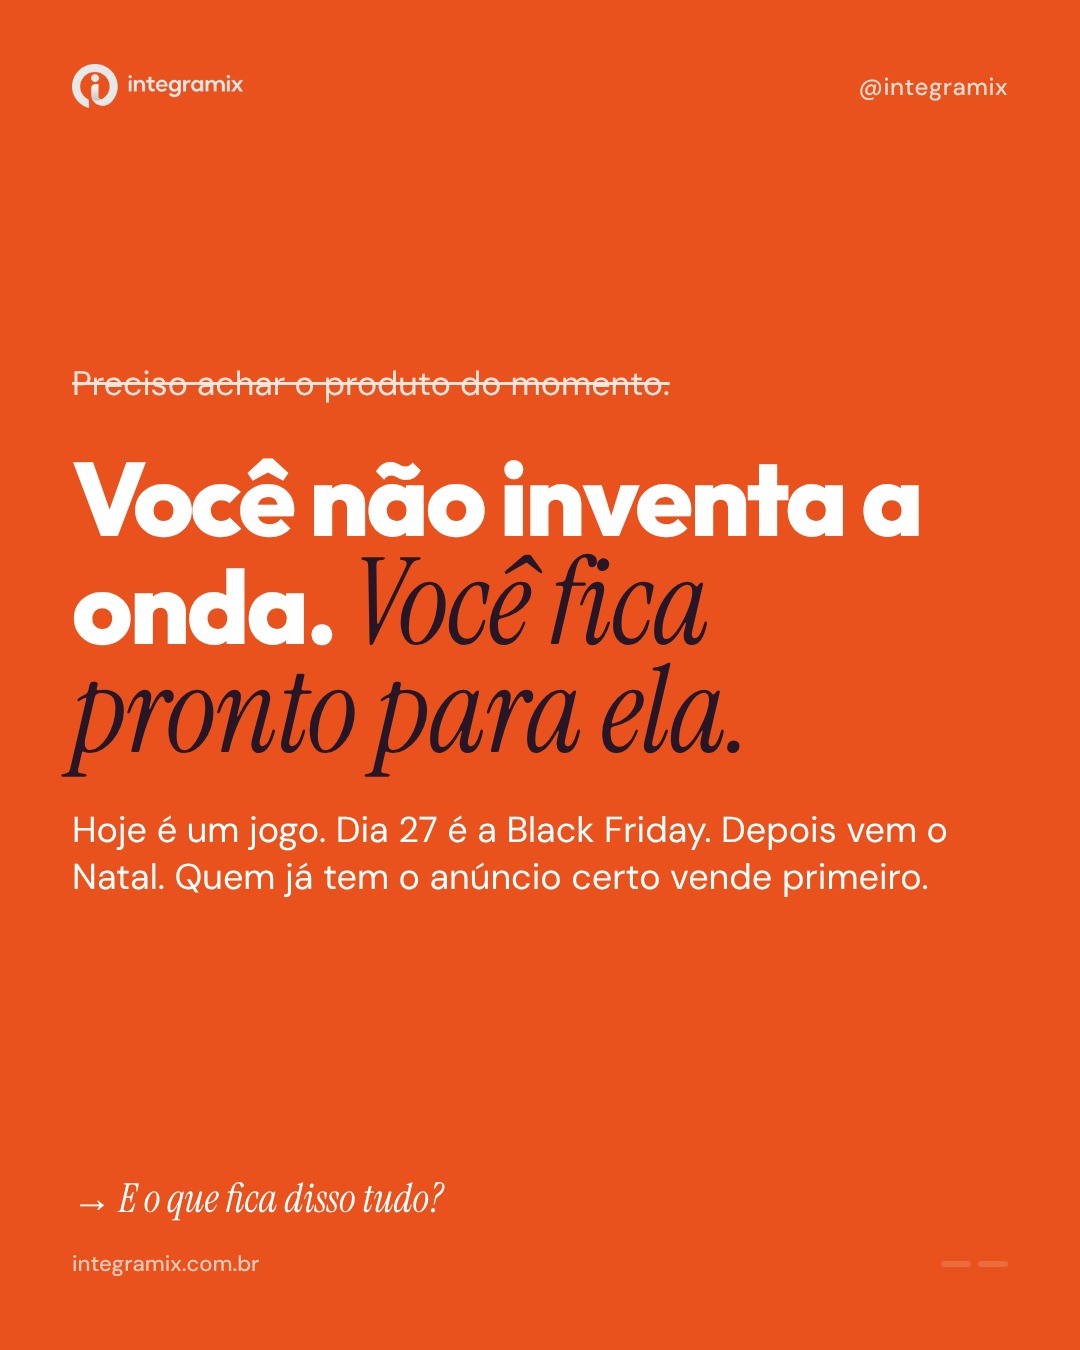 integramix
@integramix
Preciso achar o produto do momento.
Você não inventa a
onda. Você fica
pronto para ela.
Hoje é um jogo. Dia 27 é a Black Friday. Depois vem o
Natal. Quem já tem o anúncio certo vende primeiro.
→ E o que fica disso tudo?
integramix.com.br